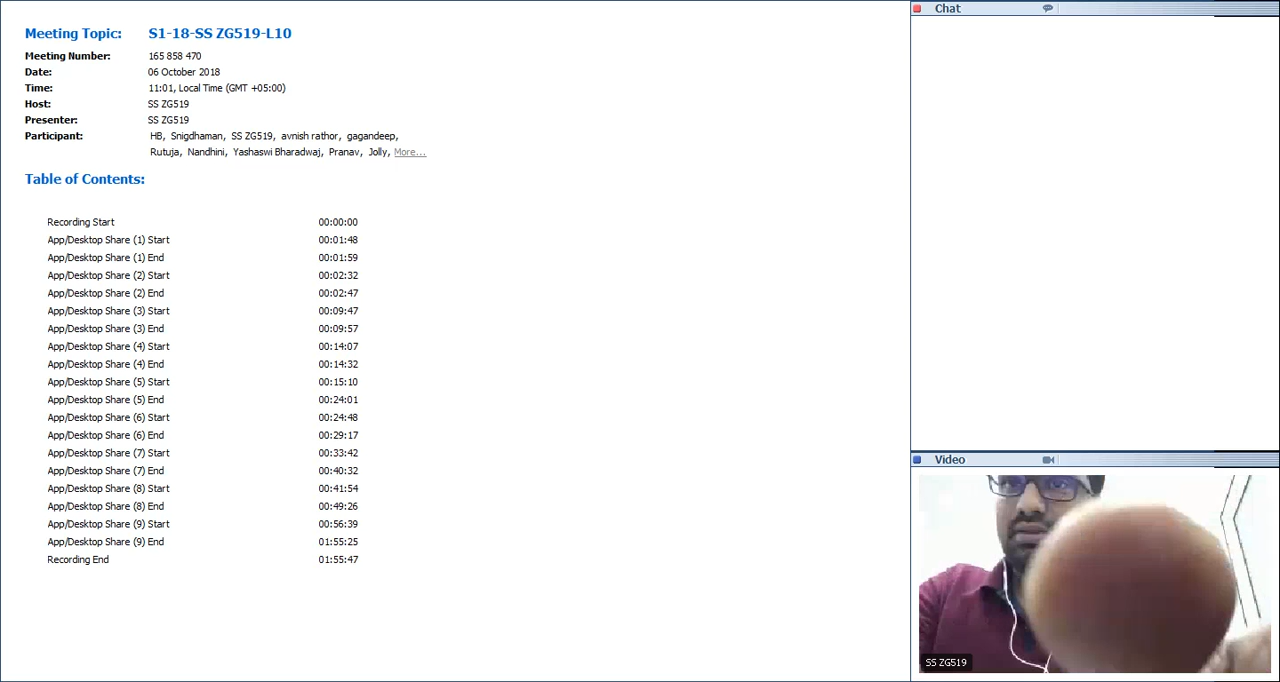 Meeting Topic: S1-18-SS ZG519-L10
Meeting Number: 165 858 470
Date: 06 October 2018
Time: 11:01, Local Time (GMT +05:00)
Host: SS ZG519
Presenter: SS ZG519
Participant: HB, Snigdhaman, SS ZG519, avnish rathor, gagandeep,
Rutuja, Nandhini, Yashaswi Bharadwaj, Pranav, Jolly, More...
Table of Contents:
Recording Start 00:00:00
App/Desktop Share (1) Start 00:01:48
App/Desktop Share (1) End 00:01:59
App/Desktop Share (2) Start 00:02:32
App/Desktop Share (2) End 00:02:47
App/Desktop Share (3) Start 00:09:47
App/Desktop Share (3) End 00:09:57
App/Desktop Share (4) Start 00:14:07
App/Desktop Share (4) End 00:14:32
App/Desktop Share (5) Start 00:15:10
App/Desktop Share (5) End 00:24:01
App/Desktop Share (6) Start 00:24:48
App/Desktop Share (6) End 00:29:17
App/Desktop Share (7) Start 00:33:42
App/Desktop Share (7) End 00:40:32
App/Desktop Share (8) Start 00:41:54
App/Desktop Share (8) End 00:49:26
App/Desktop Share (9) Start 00:56:39
App/Desktop Share (9) End 01:55:25
Recording End 01:55:47
Chat
Video
SS ZG519